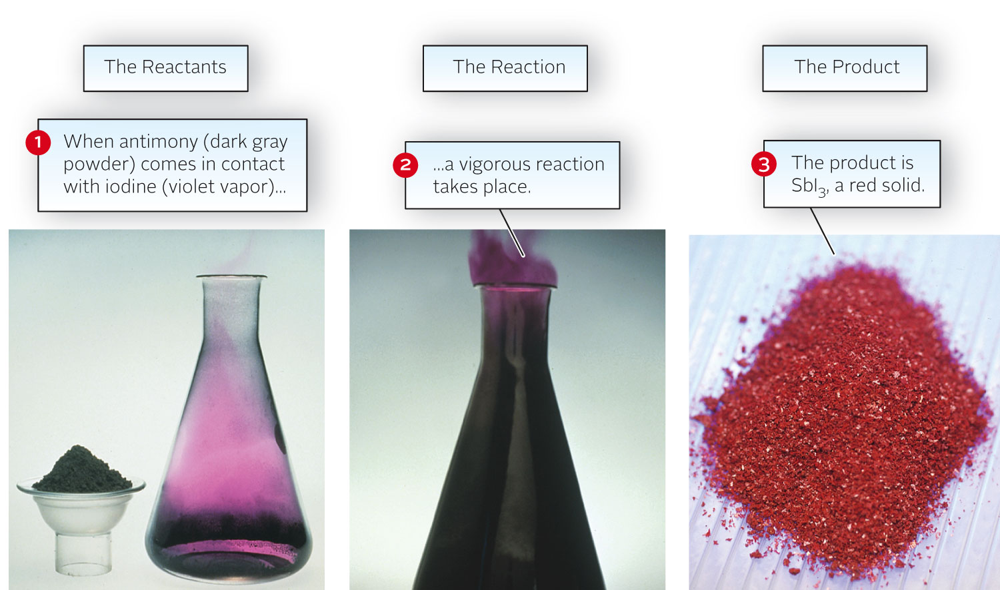 The Reactants
The Reaction
The Product
1
When antimony (dark gray
powder) comes in contact
with iodine (violet vapor)...
2
...a vigorous reaction
takes place.
3
The product is
SbI₃, a red solid.